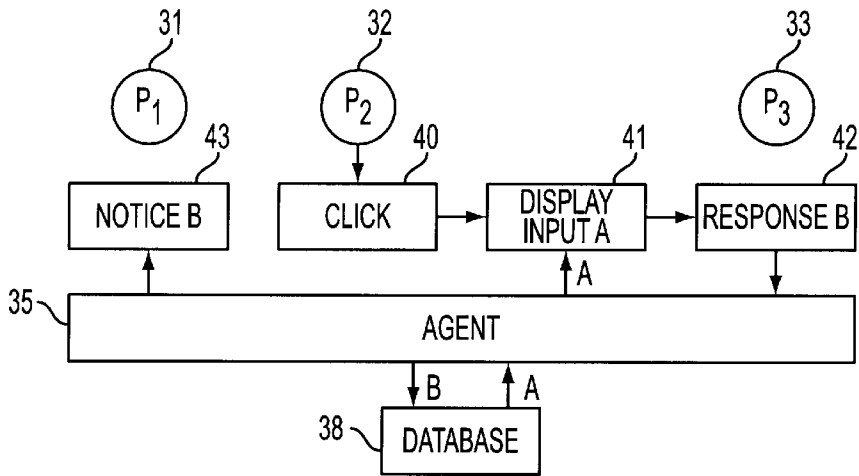 31
32
33
P1
P2
P3
43
40
41
42
NOTICE B
CLICK
DISPLAY
INPUT A
RESPONSE B
A
35
AGENT
B
A
38
DATABASE